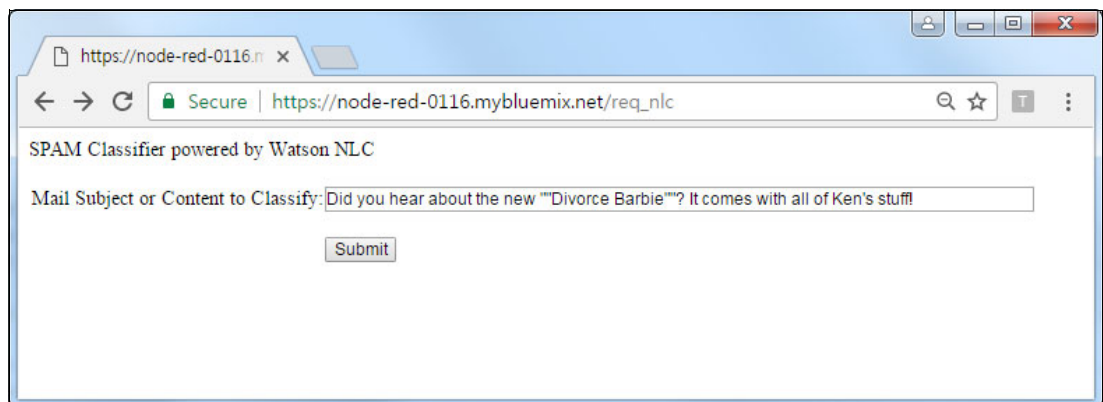 https://node-red-0116.m
Secure | https://node-red-0116.mybluemix.net/req_nlc
T
SPAM Classifier powered by Watson NLC
Mail Subject or Content to Classify: Did you hear about the new ""Divorce Barbie""? It comes with all of Ken's stuff!
Submit